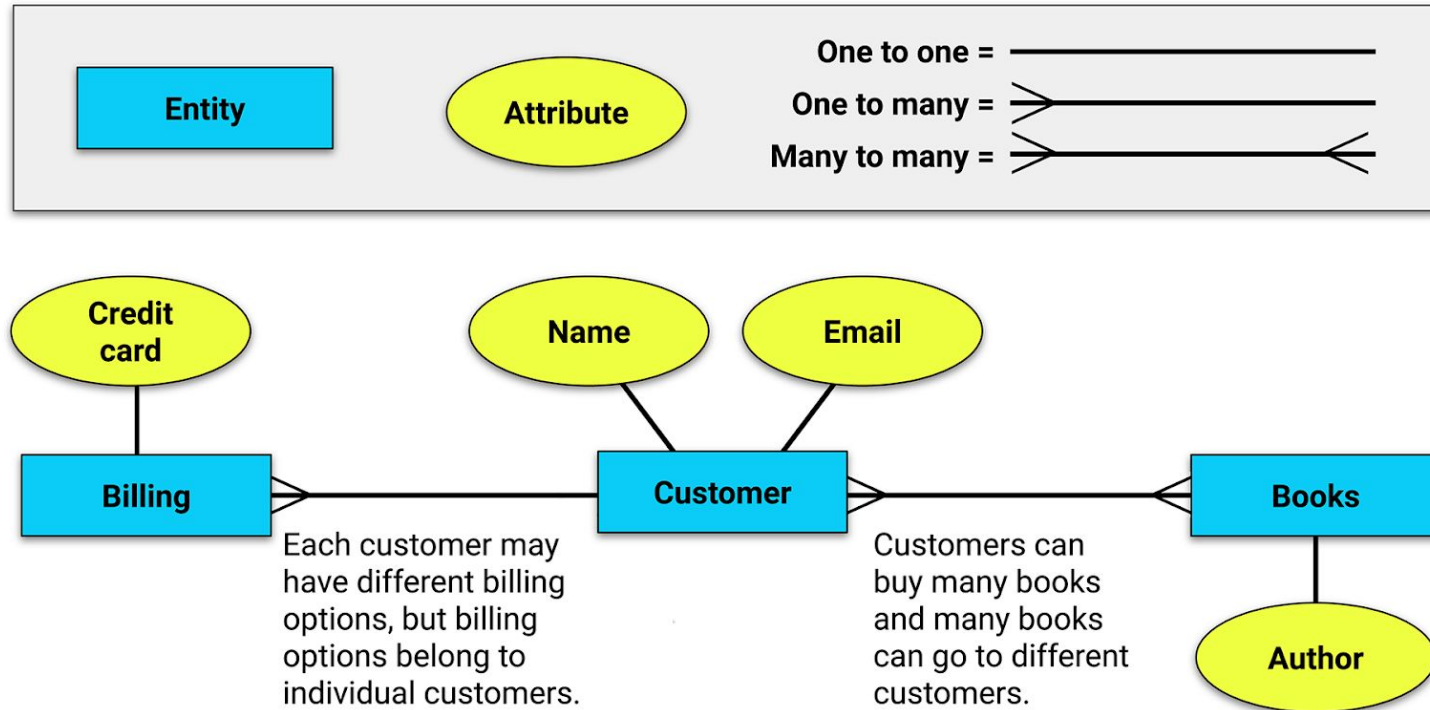 One to one =
Entity
Attribute
One to many =
Many to many =
Credit
card
Name
Email
Billing
Customer
Books
Each customer may
have different billing
options, but billing
options belong to
individual customers.
Customers can
buy many books
and many books
can go to different
customers.
Author